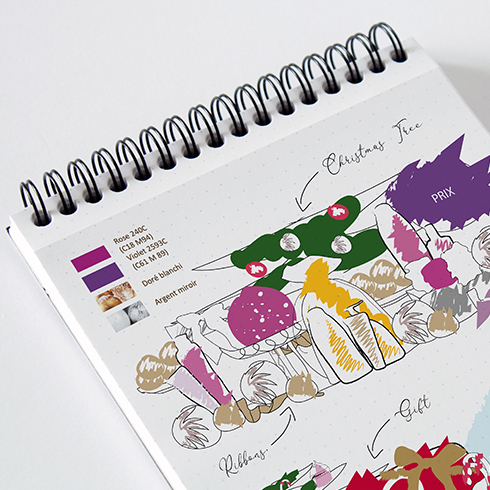 Christmas Tree
PRIX
Rose 240C
(C18 M94)
Violet 2593C
(C61 M 89)
Doré blanchi
Argent miroir
Gift
Ribbons